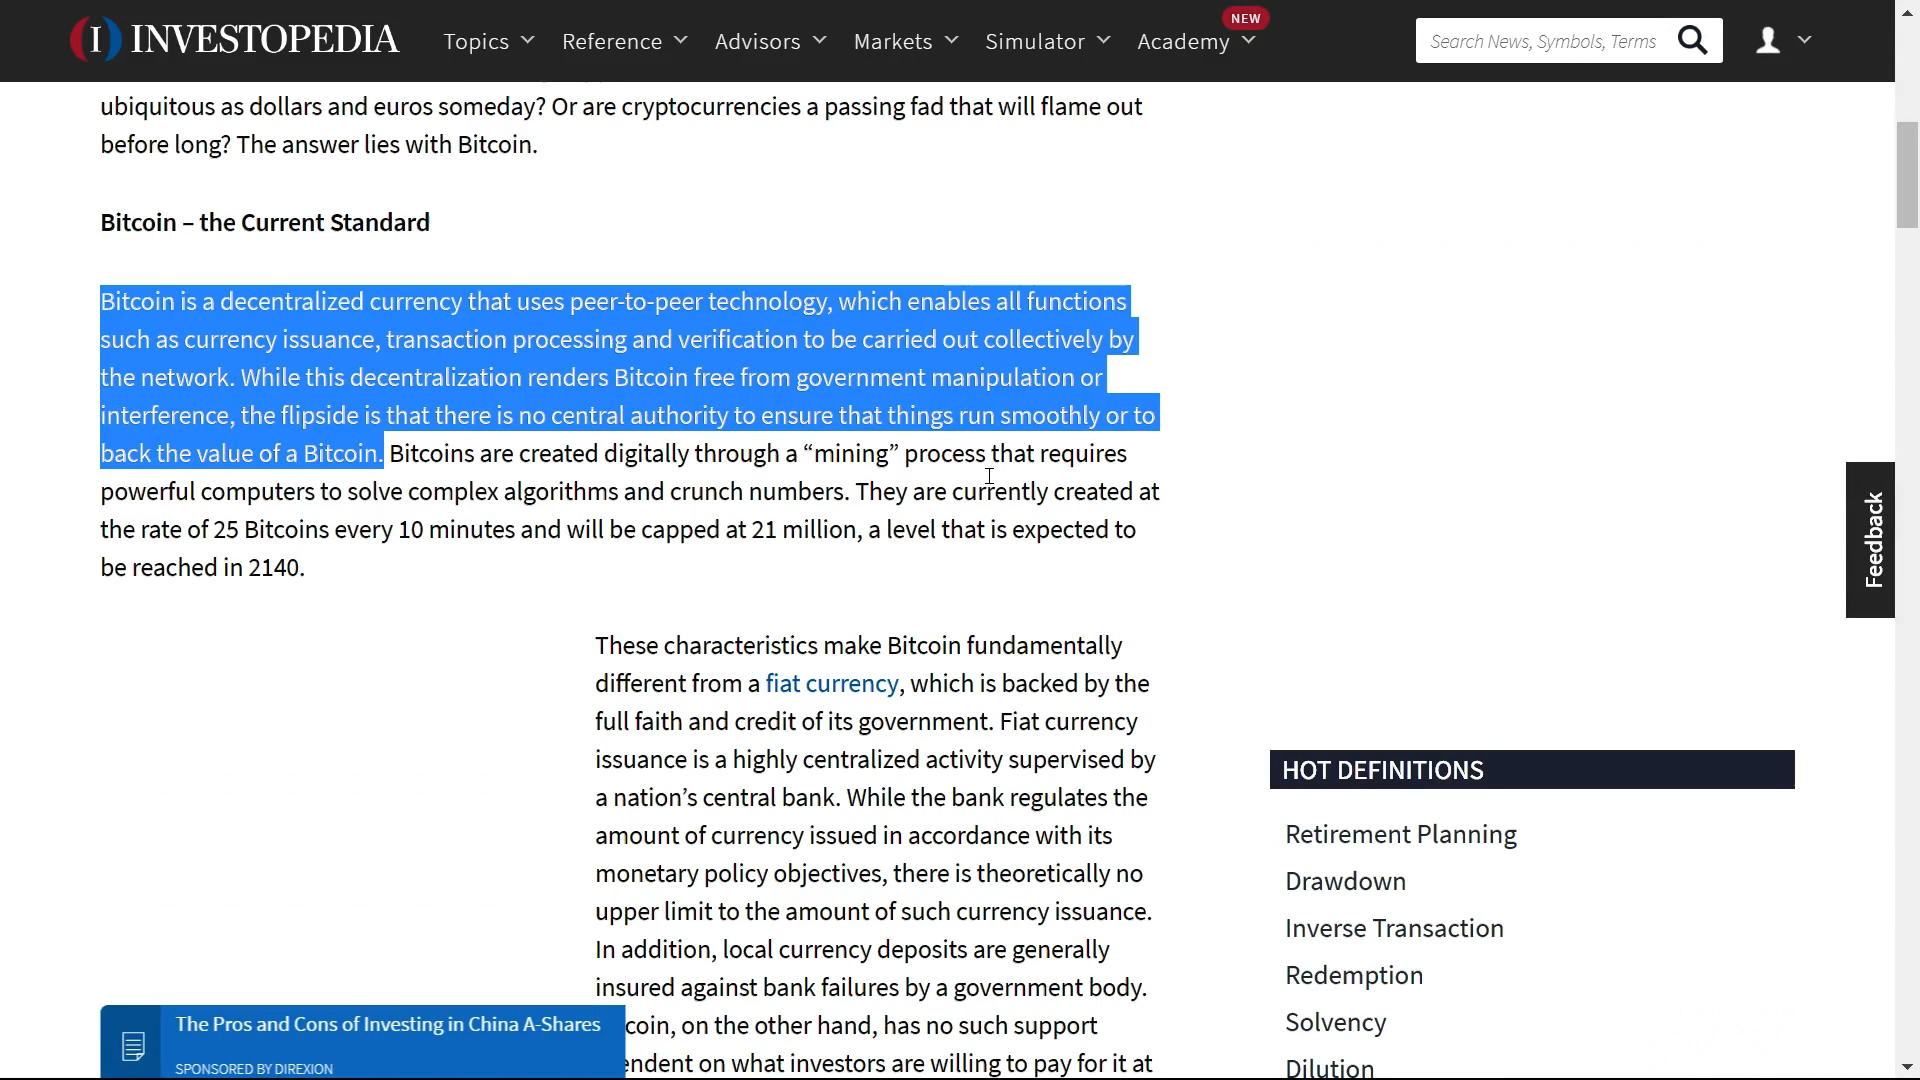 INVESTOPEDIA
Topics
Reference
Advisors
Markets
Simulator
Academy
NEW
Search News, Symbols, Terms
ubiquitous as dollars and euros someday? Or are cryptocurrencies a passing fad that will flame out
before long? The answer lies with Bitcoin.
Bitcoin – the Current Standard
Bitcoin is a decentralized currency that uses peer-to-peer technology, which enables all functions
such as currency issuance, transaction processing and verification to be carried out collectively by
the network. While this decentralization renders Bitcoin free from government manipulation or
interference, the flipside is that there is no central authority to ensure that things run smoothly or to
back the value of a Bitcoin. Bitcoins are created digitally through a “mining” process that requires
powerful computers to solve complex algorithms and crunch numbers. They are currently created at
the rate of 25 Bitcoins every 10 minutes and will be capped at 21 million, a level that is expected to
be reached in 2140.
These characteristics make Bitcoin fundamentally
different from a fiat currency, which is backed by the
full faith and credit of its government. Fiat currency
issuance is a highly centralized activity supervised by
a nation’s central bank. While the bank regulates the
amount of currency issued in accordance with its
monetary policy objectives, there is theoretically no
upper limit to the amount of such currency issuance.
In addition, local currency deposits are generally
insured against bank failures by a government body.
coin, on the other hand, has no such support
endent on what investors are willing to pay for it at
The Pros and Cons of Investing in China A-Shares
SPONSORED BY DIREXION
Feedback
HOT DEFINITIONS
Retirement Planning
Drawdown
Inverse Transaction
Redemption
Solvency
Dilution